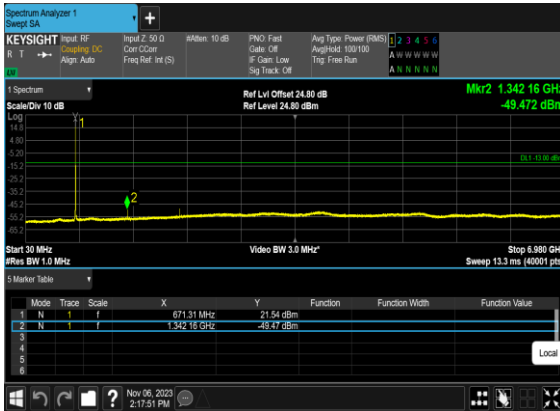 Spectrum Analyzer 1
Swept SA
+
KEYSIGHT Input: RF Input Z: 50 Ω #Atten: 10 dB PNO: Fast Avg Type: Power (RMS) 1 2 3 4 5 6
R T Coupling: DC Corr CCorr Gate: Off Avg|Hold: 100/100 A W W W W W
Align: Auto Freq Ref: Int (S) IF Gain: Low Trig: Free Run
Sig Track: Off A N N N N N
1 Spectrum
Ref Lvl Offset 24.80 dB Mkr2 1.342 16 GHz
Scale/Div 10 dB Ref Level 24.80 dBm -49.472 dBm
Log
14.8
4.80
-5.20
DL1 -13.00 dBm
-15.2
-25.2
-35.2
-45.2
-55.2
-65.2
1
2
Start 30 MHz Video BW 3.0 MHz* Stop 6.980 GHz
#Res BW 1.0 MHz Sweep 13.3 ms (40001 pts)
5 Marker Table
Mode Trace Scale X Y Function Function Width Function Value
1 N 1 f 671.31 MHz 21.54 dBm
2 N 1 f 1.342 16 GHz -49.47 dBm
3
4
5
6
Local
? Nov 06, 2023
2:17:51 PM